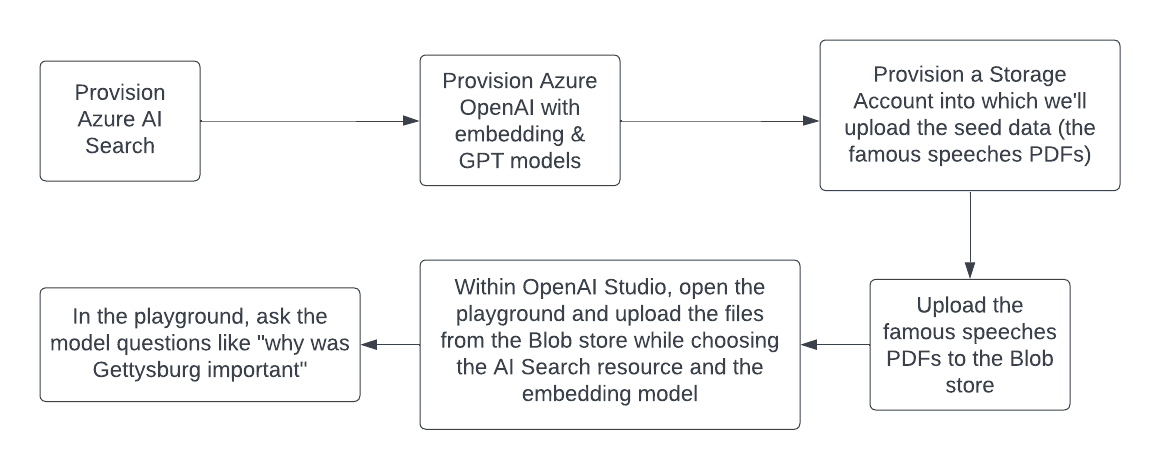 Provision
Azure AI
Search
Provision Azure
OpenAI with
embedding &
GPT models
Provision a Storage
Account into which we'll
upload the seed data (the
famous speeches PDFs)
Upload the
famous speeches
PDFs to the Blob
store
Within OpenAI Studio, open the
playground and upload the files
from the Blob store while choosing
the AI Search resource and the
embedding model
In the playground, ask the
model questions like "why was
Gettysburg important"